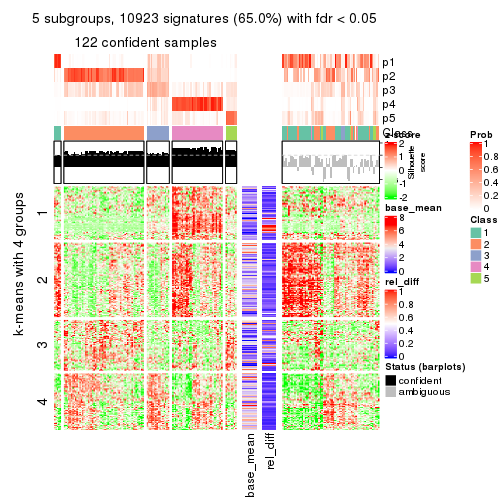 5 subgroups, 10923 signatures (65.0%) with fdr < 0.05
122 confident samples
p1
p2
p3
p4
p5
Class
z-score
2
1
0
-1
-2
Silhouette
score
Prob
1
0.8
0.6
0.4
0.2
0
Class
1
2
3
4
5
base_mean
8
6
4
2
0
rel_diff
1
0.8
0.6
0.4
0.2
0
Status (barplots)
confident
ambiguous
k-means with 4 groups
1
2
3
4
base_mean
rel_diff